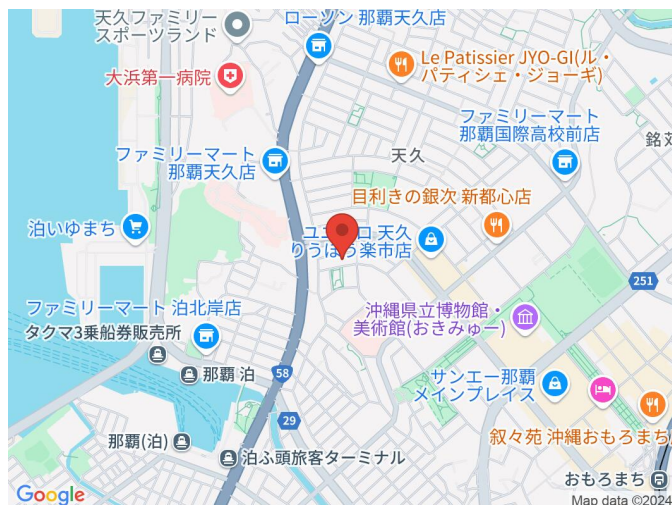 天久ファミリー
スポーツランド
ローソン 那覇天久店
Le Patissier JYO-GI(ル・
パティシェ・ジョーギ)
大浜第一病院
ファミリーマート
那覇国際高校前店
銘苅
天久
ファミリーマート
那覇天久店
目利きの銀次 新都心店
泊いゆまち
ユニクロ 天久
りうぼう楽市店
251
沖縄県立博物館・
美術館(おきみゅー)
ファミリーマート 泊北岸店
タクマ3乗船券販売所
那覇 泊
58
サンエー那覇
メインプレイス
29
叙々苑 沖縄おもろまち
那覇(泊)
泊ふ頭旅客ターミナル
おもろまち
Google
Map data ©2024